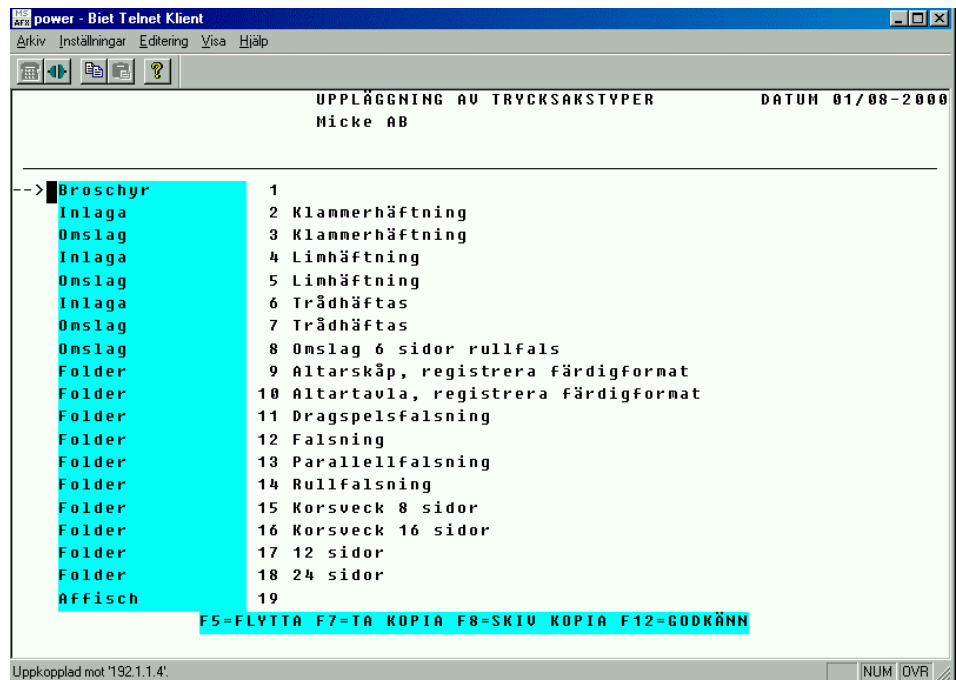 MS AFX power - Biet Telnet Klient
Arkiv Inställningar Editering Visa Hjälp
UPPLÄGGNING AV TRYCKSAKSTYPER DATUM 01/08-2000
Micke AB
--> Broschyr 1
Inlaga 2 Klammerhäftning
Omslag 3 Klammerhäftning
Inlaga 4 Limhäftning
Omslag 5 Limhäftning
Inlaga 6 Trådhäftas
Omslag 7 Trådhäftas
Omslag 8 Omslag 6 sidor rullfals
Folder 9 Altarskåp, registrera färdigformat
Folder 10 Altartavla, registrera färdigformat
Folder 11 Dragspelsfalsning
Folder 12 Falsning
Folder 13 Parallellfalsning
Folder 14 Rullfalsning
Folder 15 Korsveck 8 sidor
Folder 16 Korsveck 16 sidor
Folder 17 12 sidor
Folder 18 24 sidor
Affisch 19
F5=FLYTTA F7=TA KOPIA F8=SKIV KOPIA F12=GODKÄNN
Uppkopplad mot '192.1.1.4'. NUM OVR